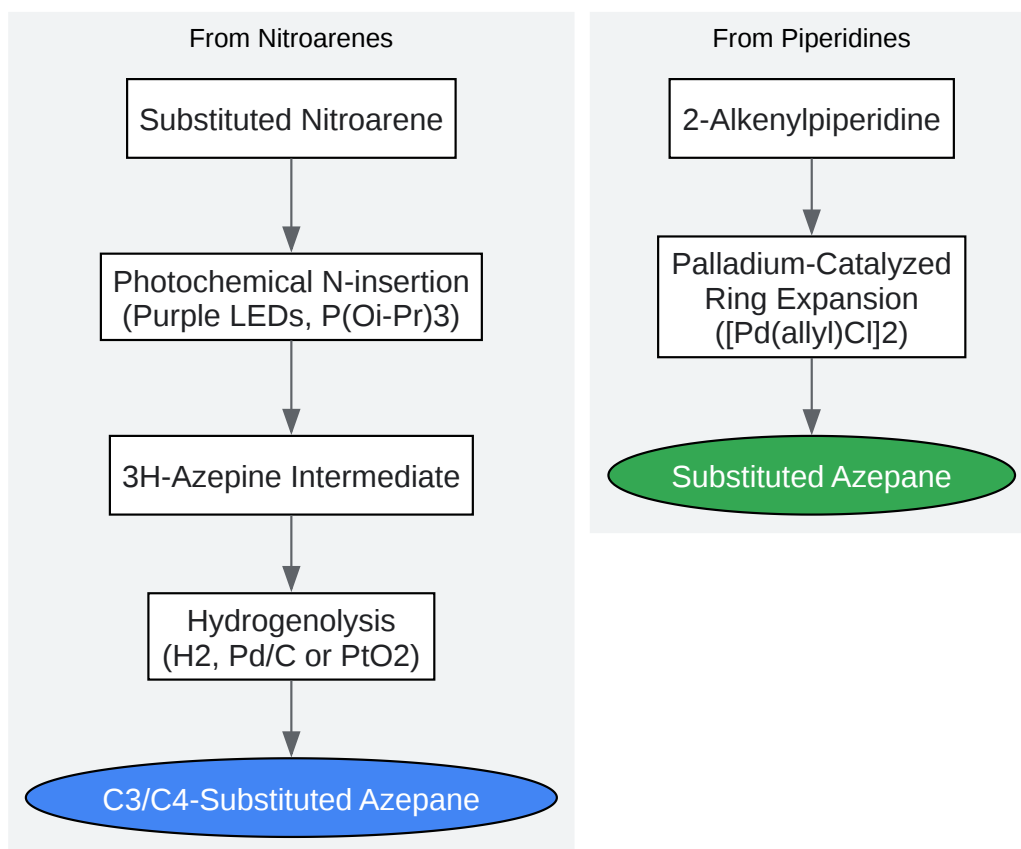 From Nitroarenes
Substituted Nitroarene
Photochemical N-insertion
(Purple LEDs, P(Oi-Pr)3)
3H-Azepine Intermediate
Hydrogenolysis
(H2, Pd/C or PtO2)
C3/C4-Substituted Azepane
From Piperidines
2-Alkenylpiperidine
Palladium-Catalyzed
Ring Expansion
([Pd(allyl)Cl]2)
Substituted Azepane